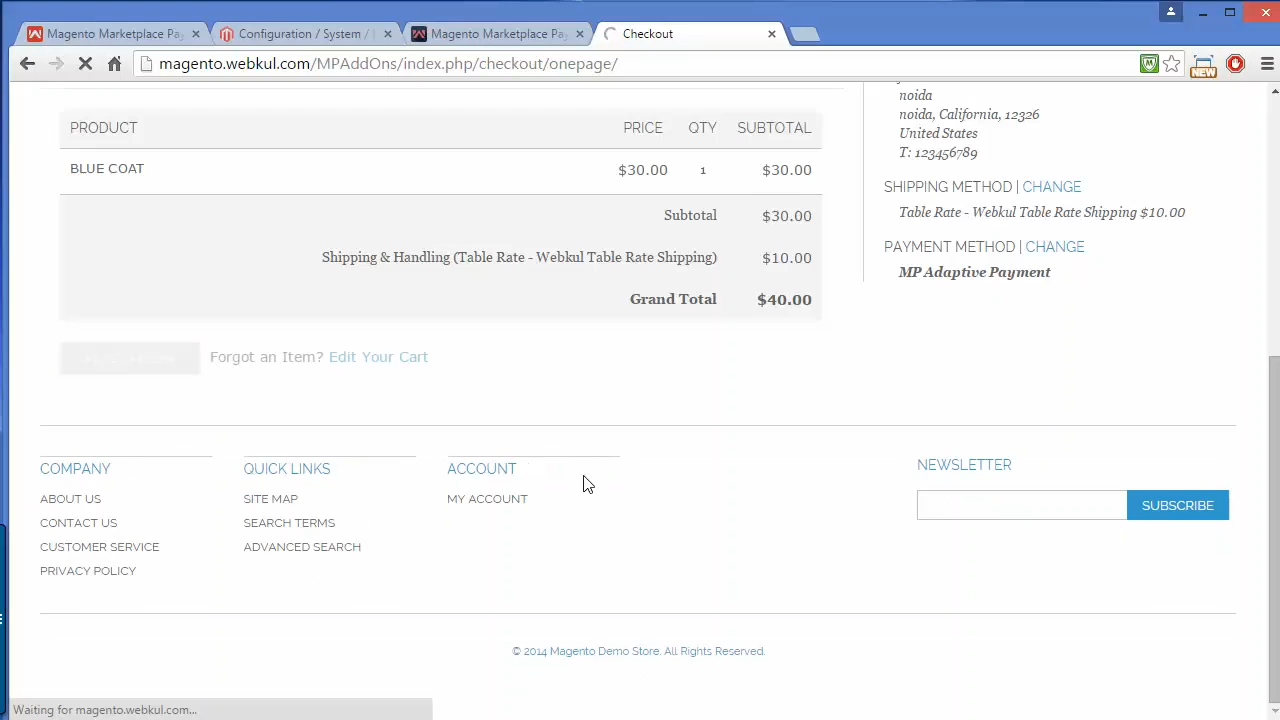 Magento Marketplace Pa
Configuration / System /
Magento Marketplace Pa
Checkout
magento.webkul.com/MPAddOns/index.php/checkout/onepage/
NEW
noida
noida, California, 12326
United States
T: 123456789
SHIPPING METHOD | CHANGE
Table Rate - Webkul Table Rate Shipping $10.00
PAYMENT METHOD | CHANGE
MP Adaptive Payment
PRODUCT PRICE QTY SUBTOTAL
BLUE COAT $30.00 1 $30.00
Subtotal $30.00
Shipping & Handling (Table Rate - Webkul Table Rate Shipping) $10.00
Grand Total $40.00
Forgot an Item? Edit Your Cart
COMPANY
ABOUT US
CONTACT US
CUSTOMER SERVICE
PRIVACY POLICY
QUICK LINKS
SITE MAP
SEARCH TERMS
ADVANCED SEARCH
ACCOUNT
MY ACCOUNT
NEWSLETTER
SUBSCRIBE
© 2014 Magento Demo Store. All Rights Reserved.
Waiting for magento.webkul.com...